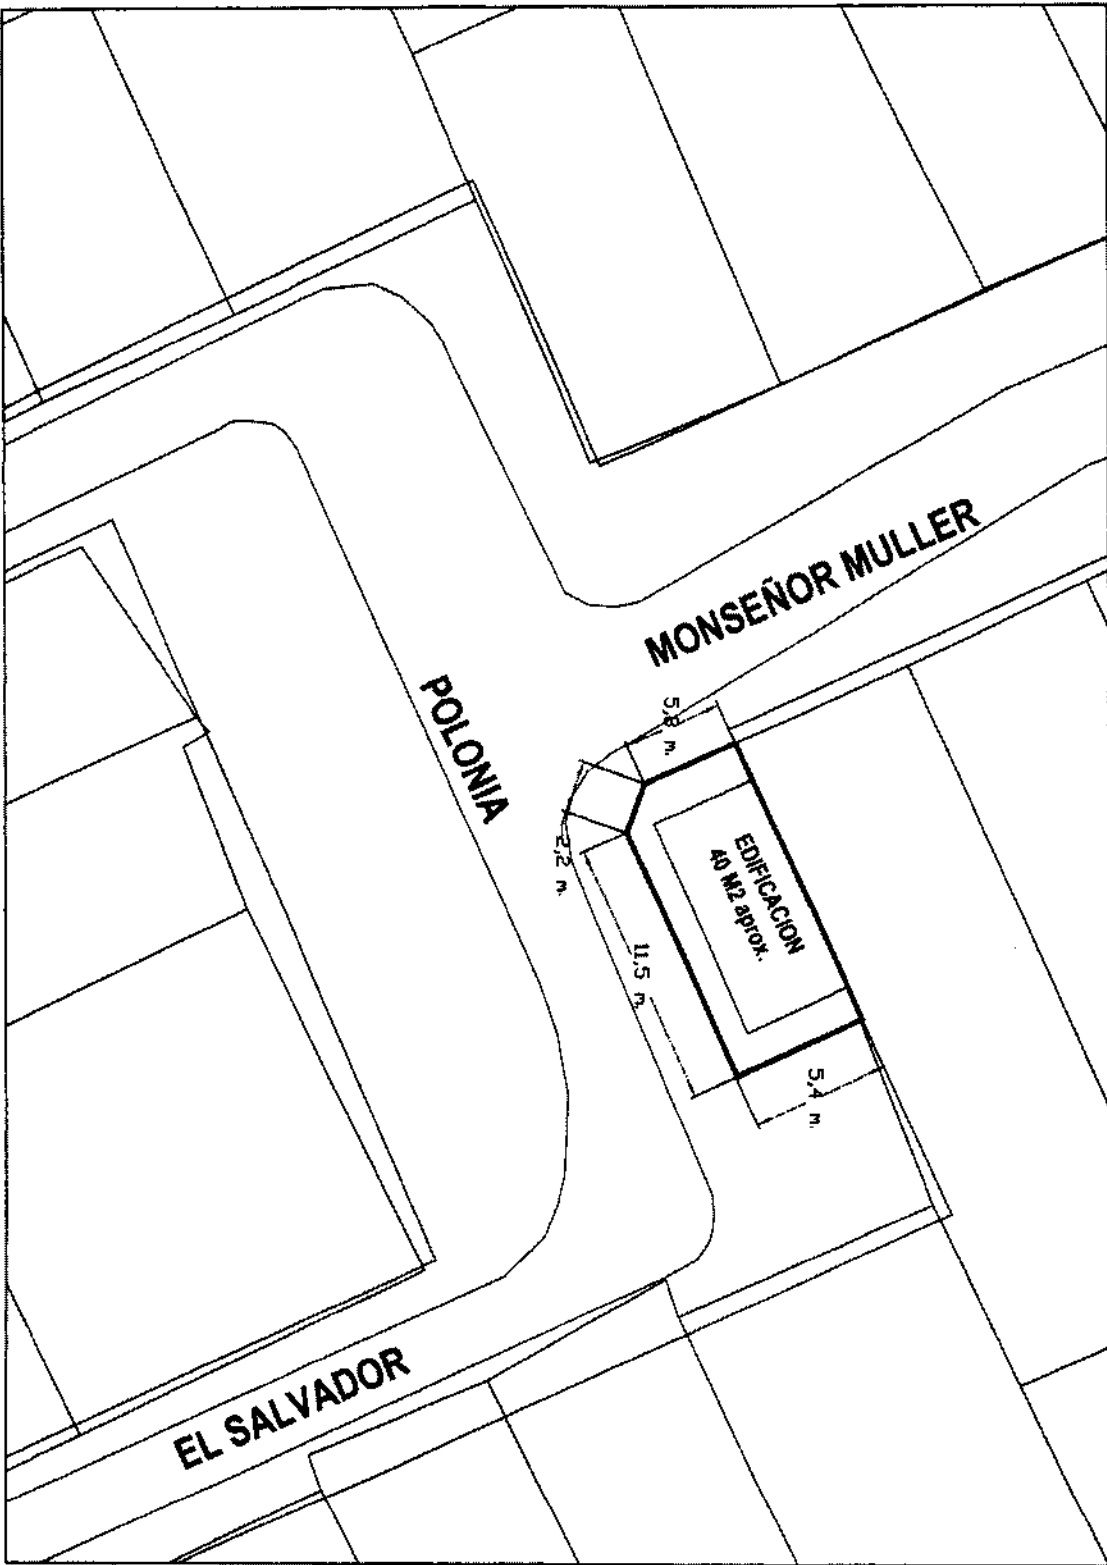 MONSEÑOR MULLER
POLONIA
5,8 m.
EDIFICACION
40 M2 aprox.
2,2 m.
11,5 m.
5,4 m.
EL SALVADOR